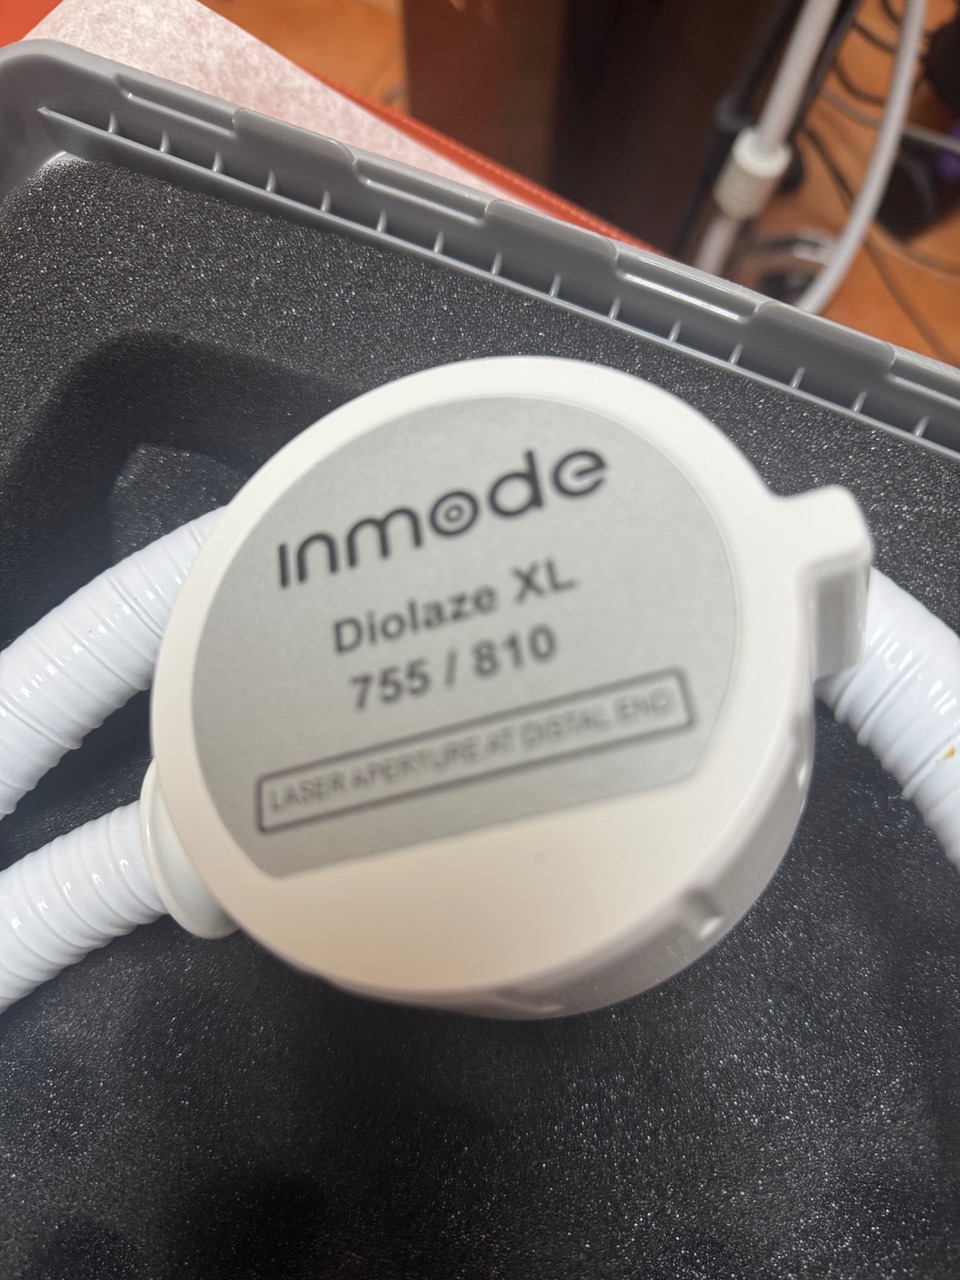 inmode
Diolaze XL
755 / 810
LASER APERTURE AT DISTAL END